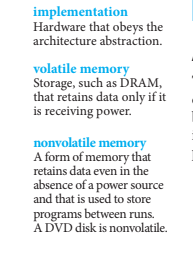 implementation
Hardware that obeys the
architecture abstraction.
volatile memory
Storage, such as DRAM,
that retains data only if it
is receiving power.
nonvolatile memory
A form of memory that
retains data even in the
absence of a power source
and that is used to store
programs between runs.
A DVD disk is nonvolatile.